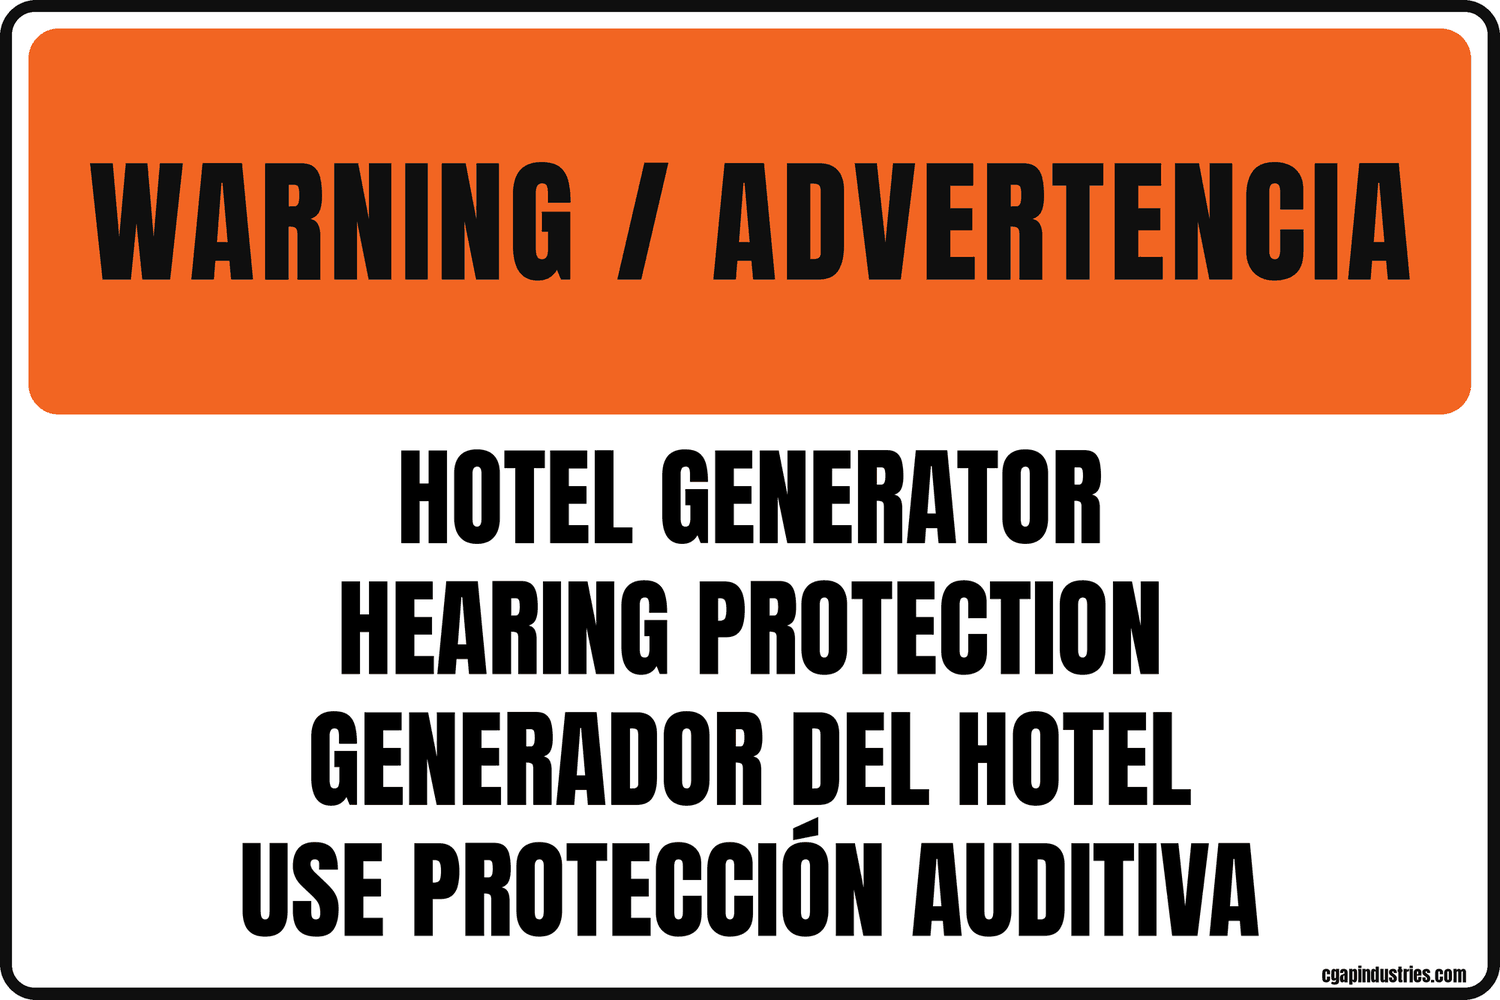 WARNING / ADVERTENCIA
HOTEL GENERATOR
HEARING PROTECTION
GENERADOR DEL HOTEL
USE PROTECCIÓN AUDITIVA
cgapindustries.com